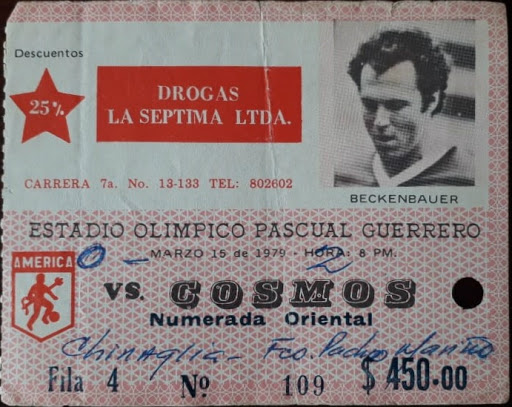 Descuentos
25%
DROGAS
LA SEPTIMA LTDA.
CARRERA 7a. No. 13-133 TEL: 802602
BECKENBAUER
ESTADIO OLIMPICO PASCUAL GUERRERO
MARZO 15 de 1979 - HORA: 8 PM.
AMERICA
0 - 2
VS. COSMOS
Numerada Oriental
Chinaglia - Fco. Pacho
Fila 4 Nº 109 $ 450.00